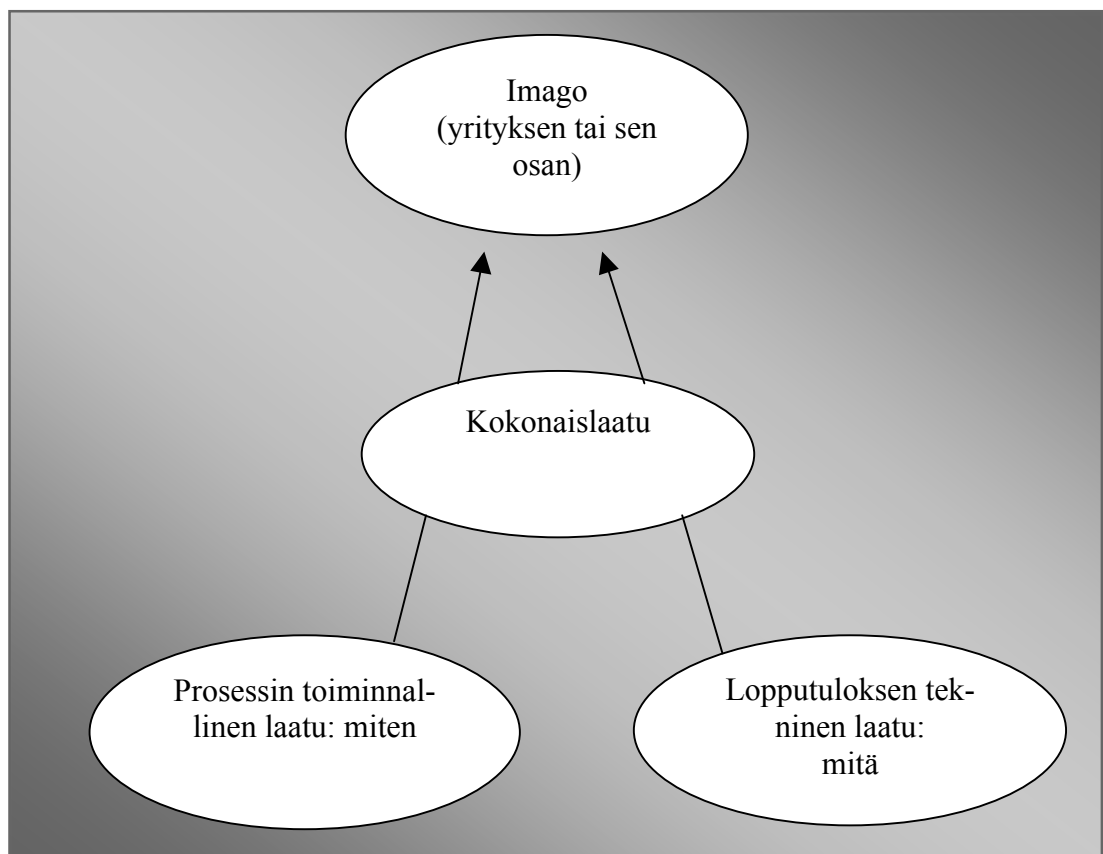 Imago
(yrityksen tai sen
osan)
Kokonaislaatu
Prosessin toiminnal-
linen laatu: miten
Lopputuloksen tek-
ninen laatu:
mitä